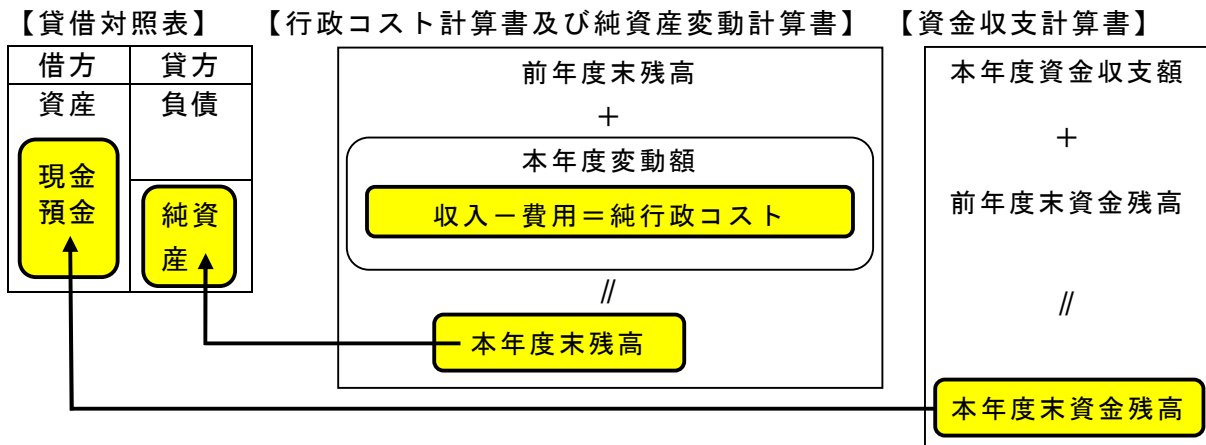 【貸借対照表】
借方 貸方
資産 負債
現金
預金
純資
産
【行政コスト計算書及び純資産変動計算書】
前年度末残高
＋
本年度変動額
収入－費用＝純行政コスト
〃
本年度末残高
【資金収支計算書】
本年度資金収支額
＋
前年度末資金残高
〃
本年度末資金残高